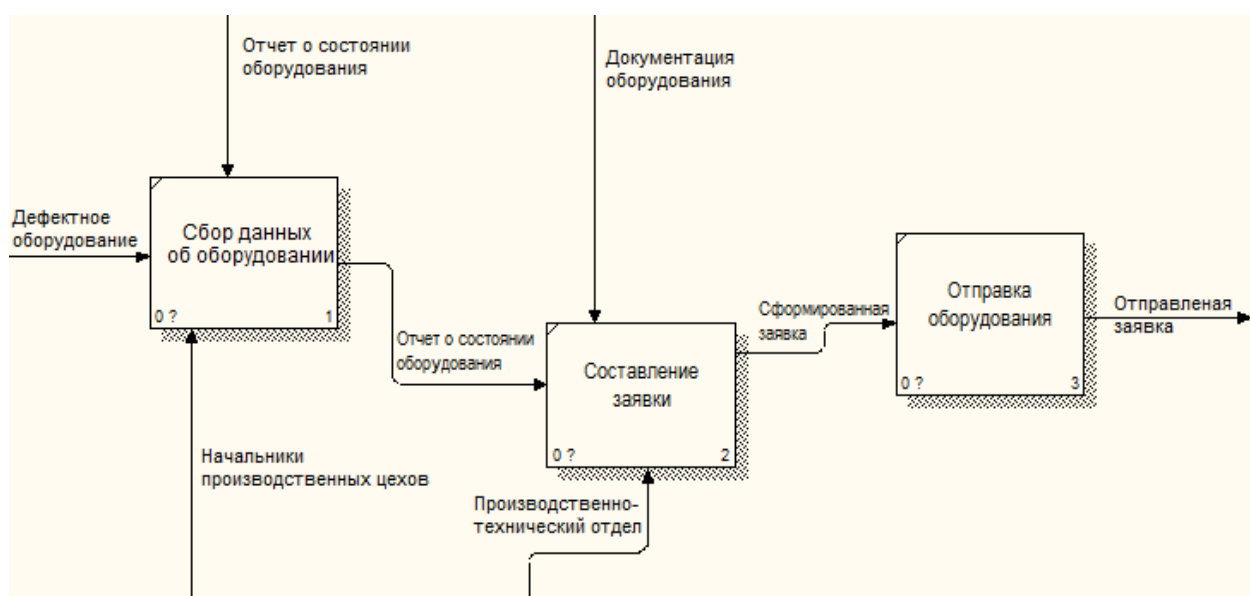 Отчет о состоянии
оборудования
Документация
оборудования
Дефектное
оборудование
Сбор данных
об оборудовании
0 ?
1
Отчет о состоянии
оборудования
Начальники
производственных цехов
Составление
заявки
0 ?
2
Производственно-
технический отдел
Сформированная
заявка
Отправка
оборудования
0 ?
3
Отправленая
заявка